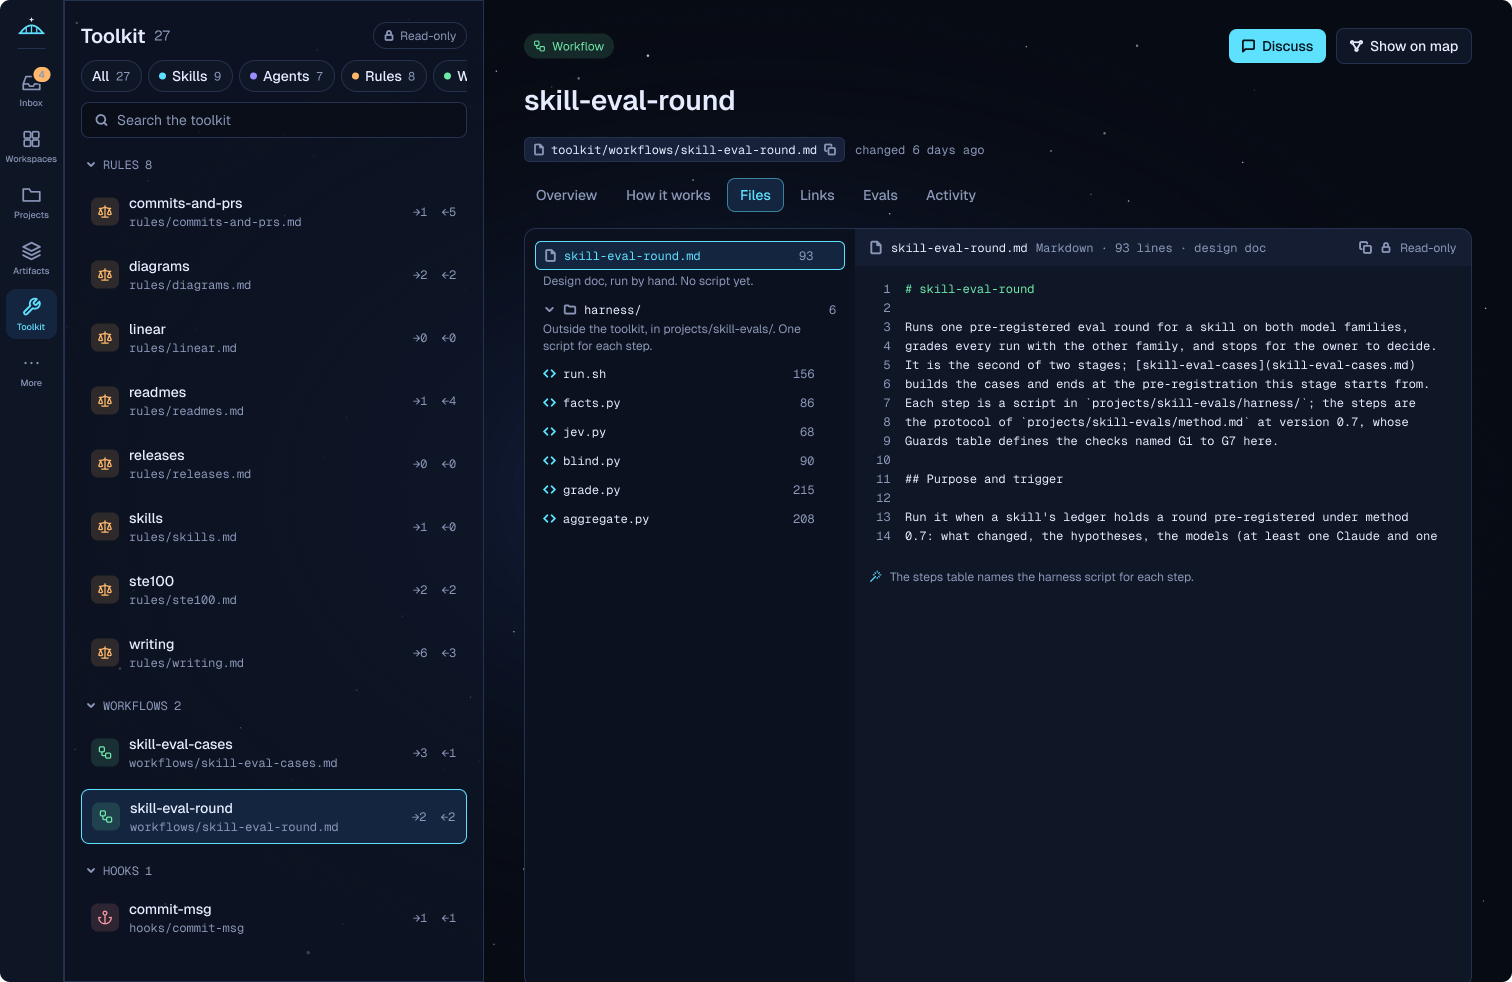 4
Inbox
Workspaces
Projects
Artifacts
Toolkit
More
Toolkit 27
Read-only
All 27
Skills 9
Agents 7
Rules 8
W
Search the toolkit
RULES 8
commits-and-prs
rules/commits-and-prs.md
→1 ←5
diagrams
rules/diagrams.md
→2 ←2
linear
rules/linear.md
→0 ←0
readmes
rules/readmes.md
→1 ←4
releases
rules/releases.md
→0 ←0
skills
rules/skills.md
→1 ←0
ste100
rules/ste100.md
→2 ←2
writing
rules/writing.md
→6 ←3
WORKFLOWS 2
skill-eval-cases
workflows/skill-eval-cases.md
→3 ←1
skill-eval-round
workflows/skill-eval-round.md
→2 ←2
HOOKS 1
commit-msg
hooks/commit-msg
→1 ←1
Workflow
Discuss
Show on map
skill-eval-round
toolkit/workflows/skill-eval-round.md
changed 6 days ago
Overview
How it works
Files
Links
Evals
Activity
skill-eval-round.md 93
Design doc, run by hand. No script yet.
harness/ 6
Outside the toolkit, in projects/skill-evals/. One
script for each step.
run.sh 156
facts.py 86
jev.py 68
blind.py 90
grade.py 215
aggregate.py 208
skill-eval-round.md Markdown · 93 lines · design doc
Read-only
1 # skill-eval-round
2
3 Runs one pre-registered eval round for a skill on both model families,
4 grades every run with the other family, and stops for the owner to decide.
5 It is the second of two stages; [skill-eval-cases](skill-eval-cases.md)
6 builds the cases and ends at the pre-registration this stage starts from.
7 Each step is a script in `projects/skill-evals/harness/`; the steps are
8 the protocol of `projects/skill-evals/method.md` at version 0.7, whose
9 Guards table defines the checks named G1 to G7 here.
10
11 ## Purpose and trigger
12
13 Run it when a skill's ledger holds a round pre-registered under method
14 0.7: what changed, the hypotheses, the models (at least one Claude and one
The steps table names the harness script for each step.